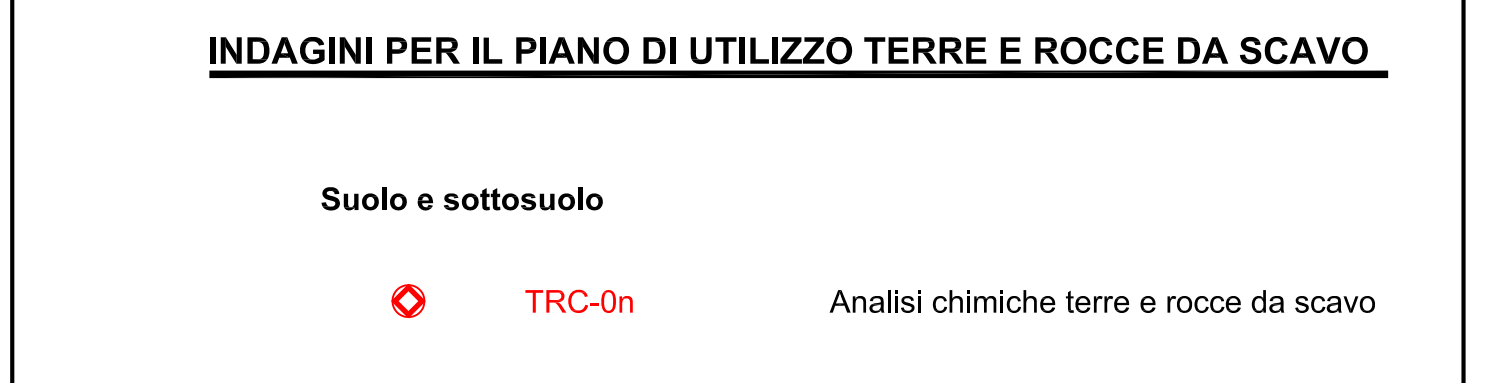 INDAGINI PER IL PIANO DI UTILIZZO TERRE E ROCCE DA SCAVO
Suolo e sottosuolo
TRC-0n Analisi chimiche terre e rocce da scavo